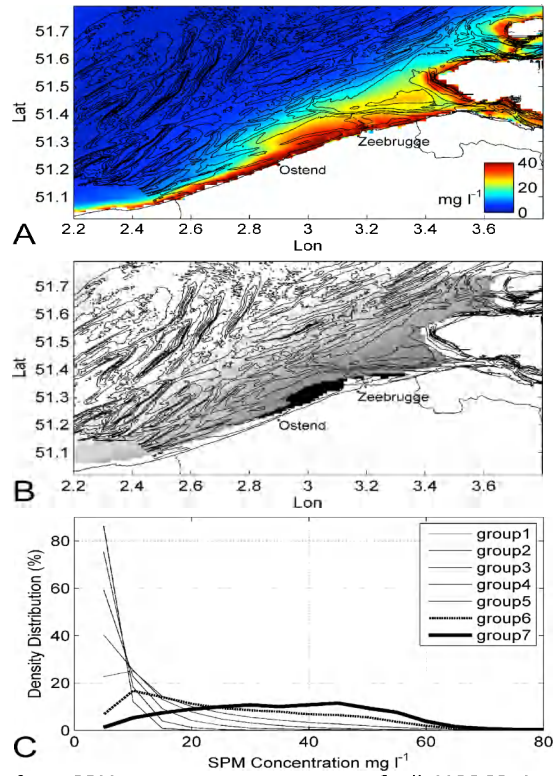 51.7
51.6
51.5
51.4
51.3
51.2
51.1
Lat
Zeebrugge
Ostend
40
20
0
mg l⁻¹
A
2.2 2.4 2.6 2.8 3 3.2 3.4 3.6
Lon
51.7
51.6
51.5
51.4
51.3
51.2
51.1
Lat
Zeebrugge
Ostend
B
2.2 2.4 2.6 2.8 3 3.2 3.4 3.6
Lon
80
60
40
20
0
Density Distribution (%)
group1
group2
group3
group4
group5
group6
group7
C
0 20 40 60 80
SPM Concentration mg l⁻¹